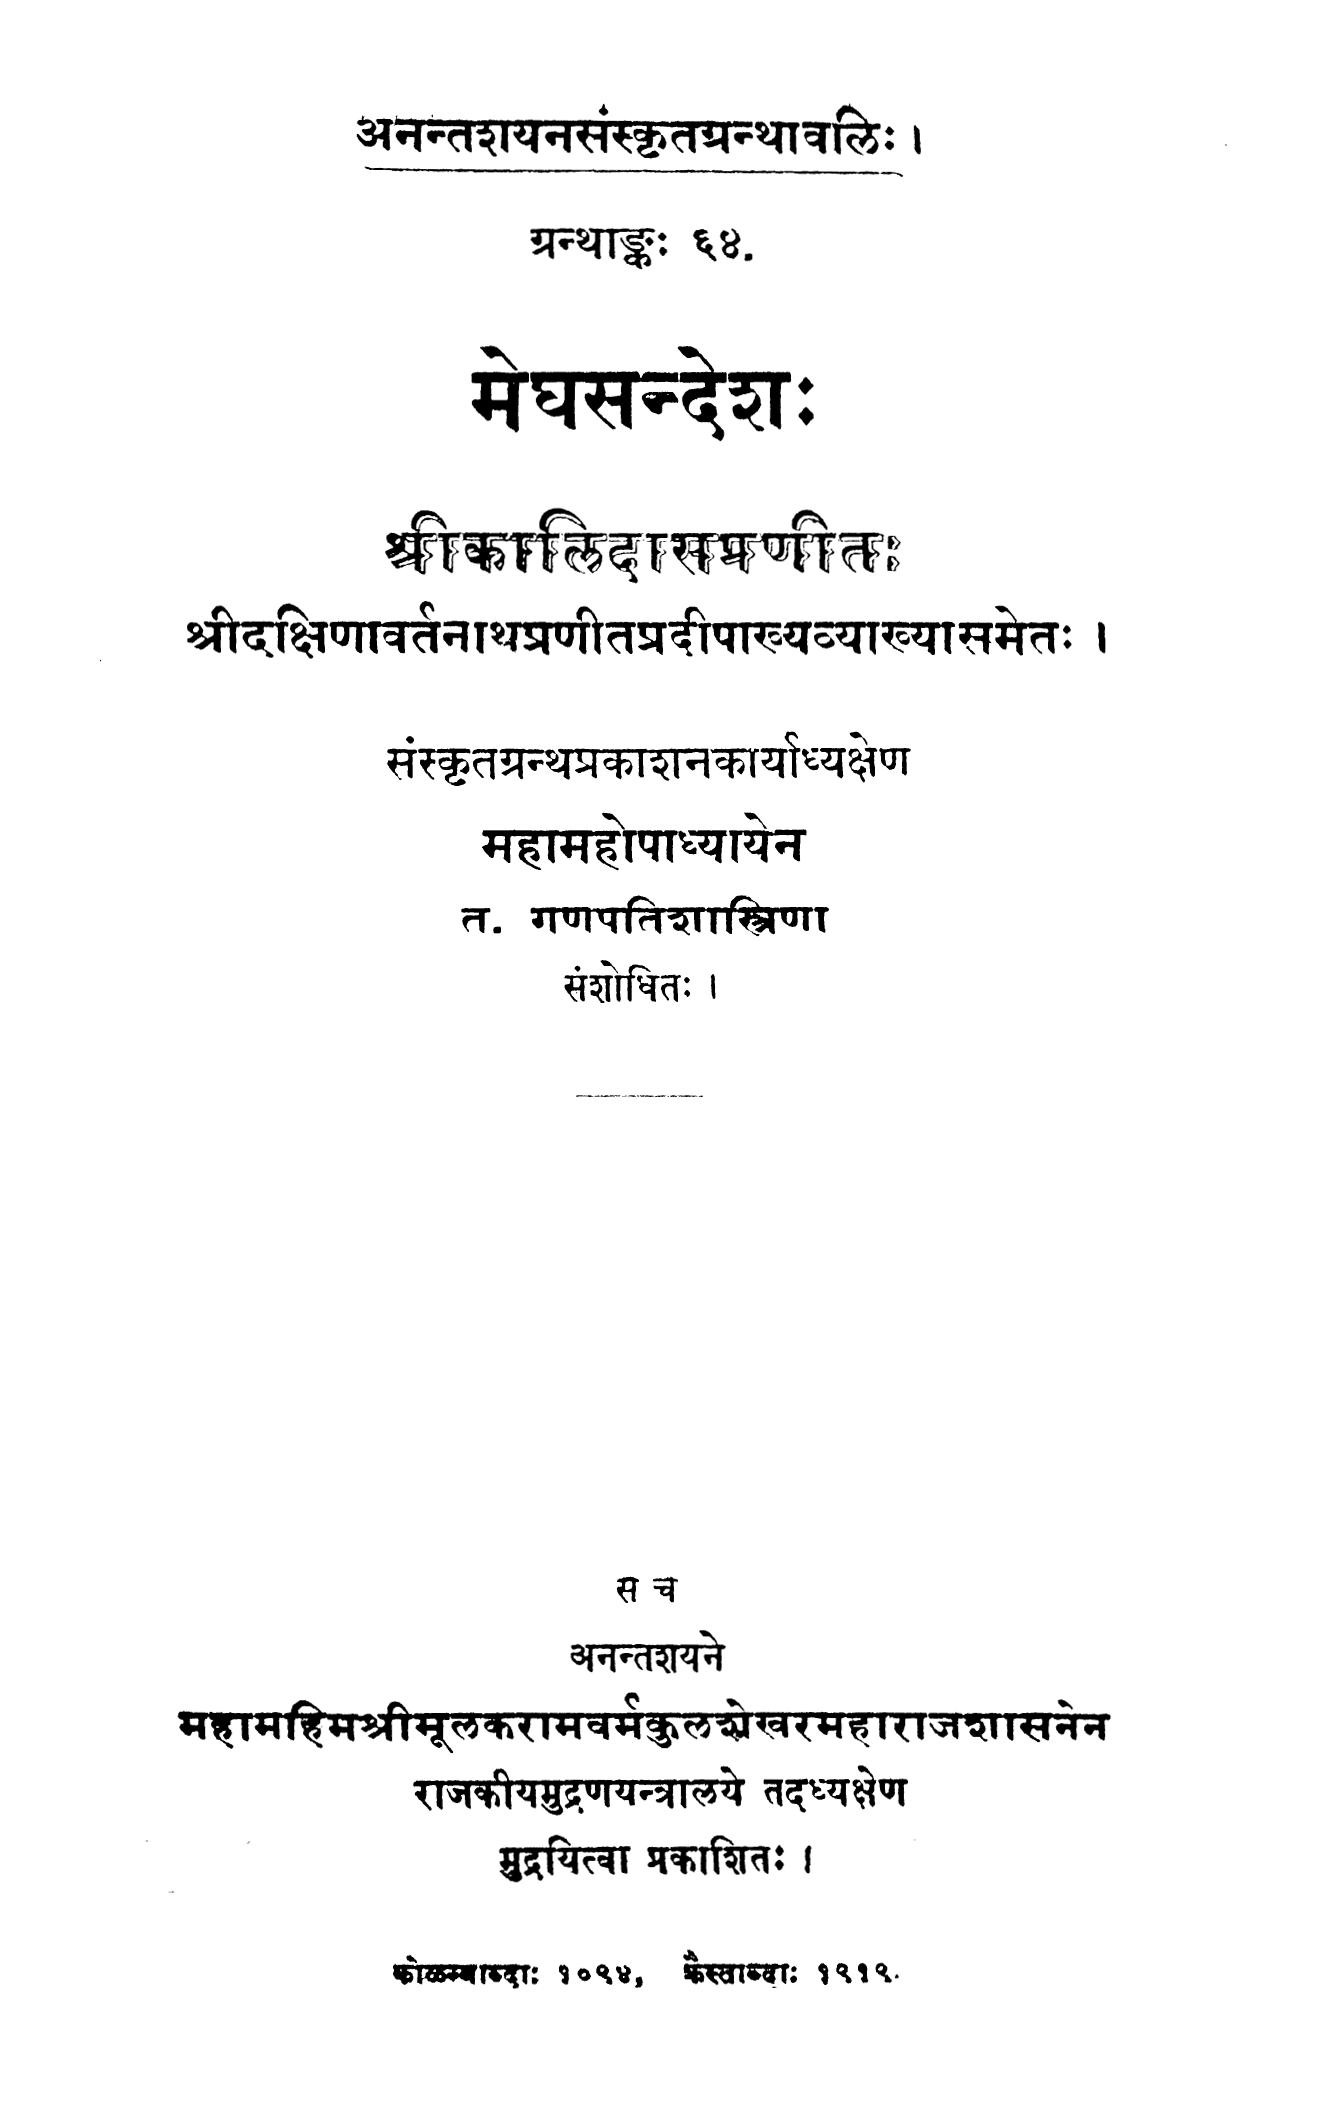 अनन्तशयनसंस्कृतग्रन्थावलिः ।
ग्रन्थाङ्कः ६४.
मेघसन्देशः
श्रीकालिदासप्रणीतः
श्रीदक्षिणावर्तनाथप्रणीतप्रदीपाख्यव्याख्यासमेतः ।
संस्कृतग्रन्थप्रकाशनकार्याध्यक्षेण
महामहोपाध्यायेन
त. गणपतिशास्त्रिणा
संशोधितः ।
स च
अनन्तशयने
महामहिमश्रीमूलकरामवर्मकुलशेखरमहाराजशासनेन
राजकीयमुद्रणयन्त्रालये तदध्यक्षेण
मुद्रयित्वा प्रकाशितः ।
कोळम्बाब्दाः १०९४, क्रैस्ताब्दाः १९१९.